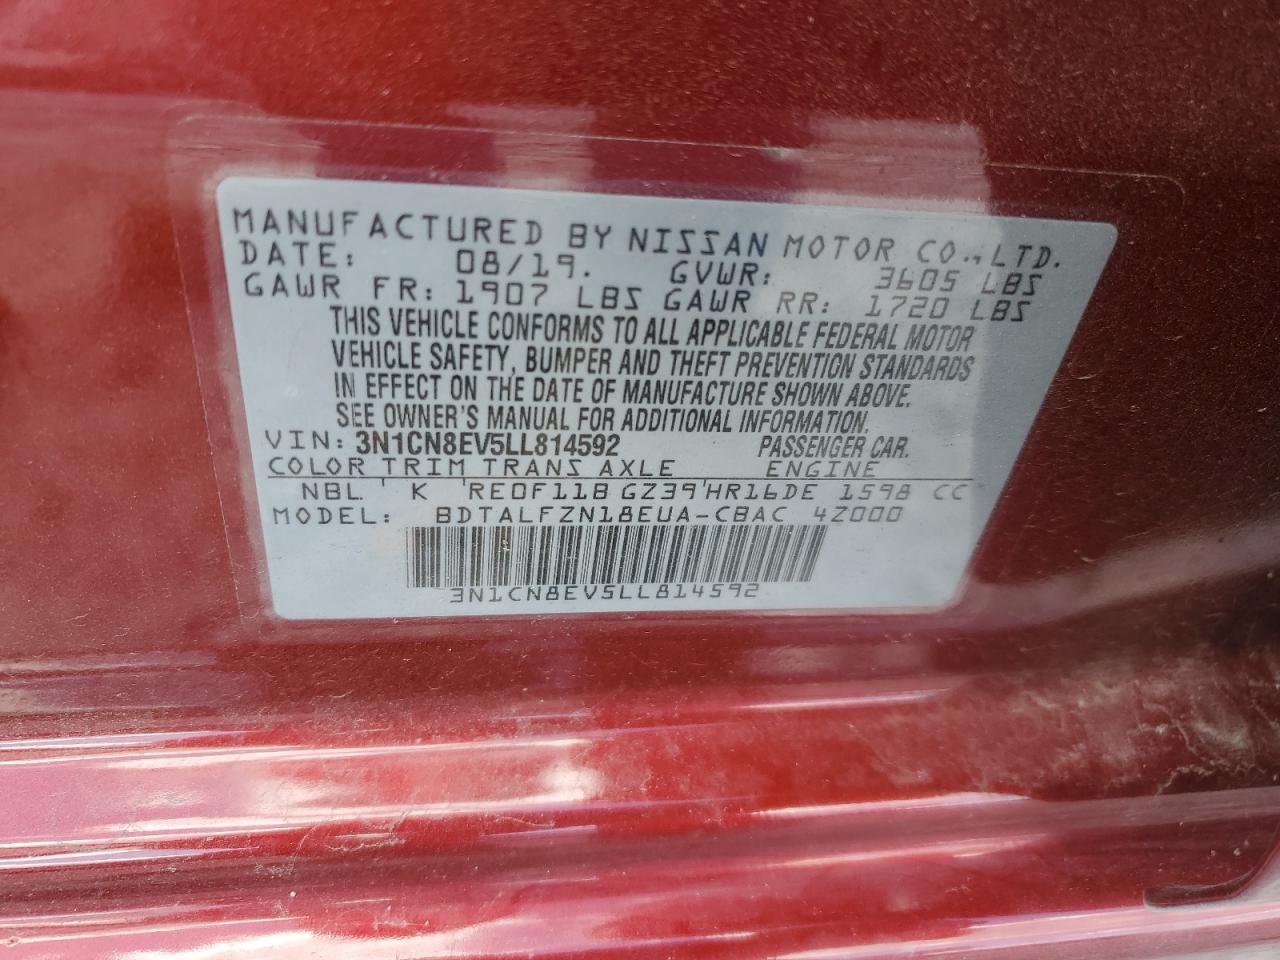 MANUFACTURED BY NISSAN MOTOR CO., LTD.
DATE: 08/19. GVWR: 3605 LBS
GAWR FR: 1907 LBS GAWR RR: 1720 LBS
THIS VEHICLE CONFORMS TO ALL APPLICABLE FEDERAL MOTOR
VEHICLE SAFETY, BUMPER AND THEFT PREVENTION STANDARDS
IN EFFECT ON THE DATE OF MANUFACTURE SHOWN ABOVE.
SEE OWNER'S MANUAL FOR ADDITIONAL INFORMATION.
VIN: 3N1CN8EV5LL814592 PASSENGER CAR.
COLOR TRIM TRANS AXLE ENGINE
NBL ' K ' RE0F11B GZ39 ' HR16DE 1598 CC
MODEL: BDTALFZN18EUA-CBAC 4Z000
3N1CN8EV5LL814592